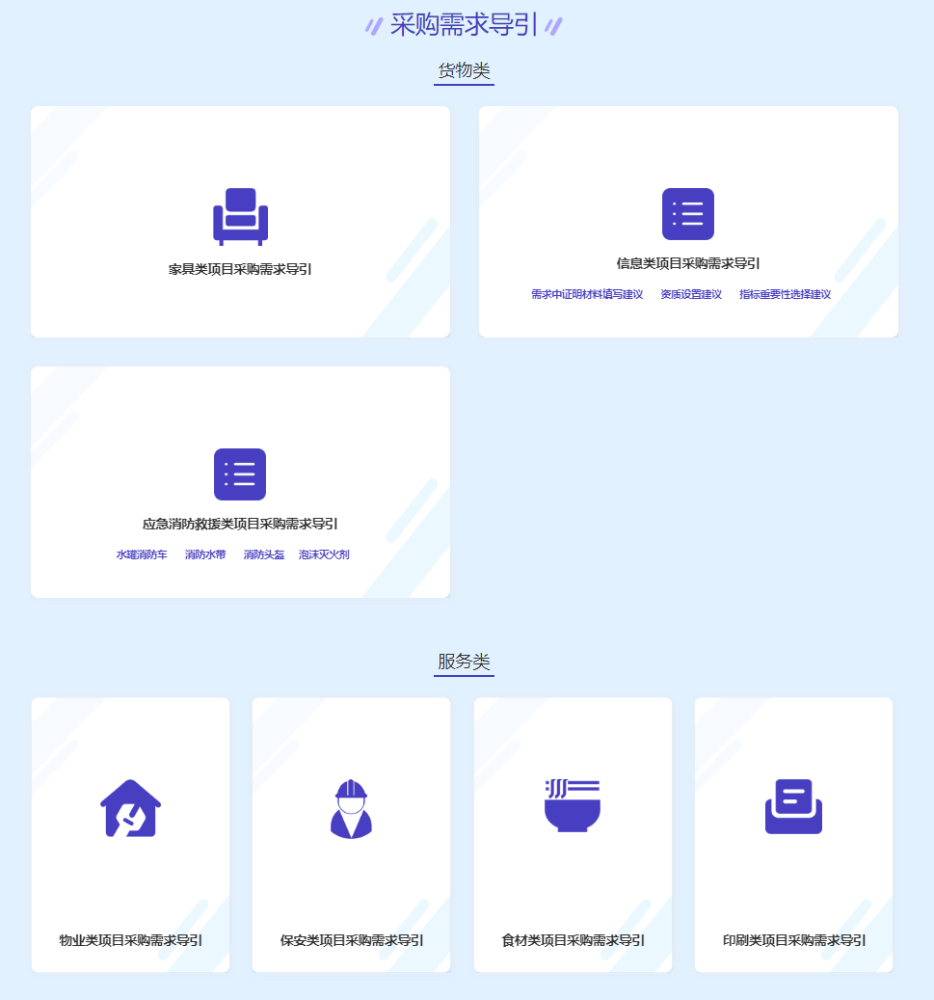 采购需求导引
货物类
家具类项目采购需求导引
信息类项目采购需求导引
需求中证明材料填写建议 资质设置建议 指标重要性选择建议
应急消防救援类项目采购需求导引
水罐消防车 消防水带 消防头盔 泡沫灭火剂
服务类
物业类项目采购需求导引
保安类项目采购需求导引
食材类项目采购需求导引
印刷类项目采购需求导引